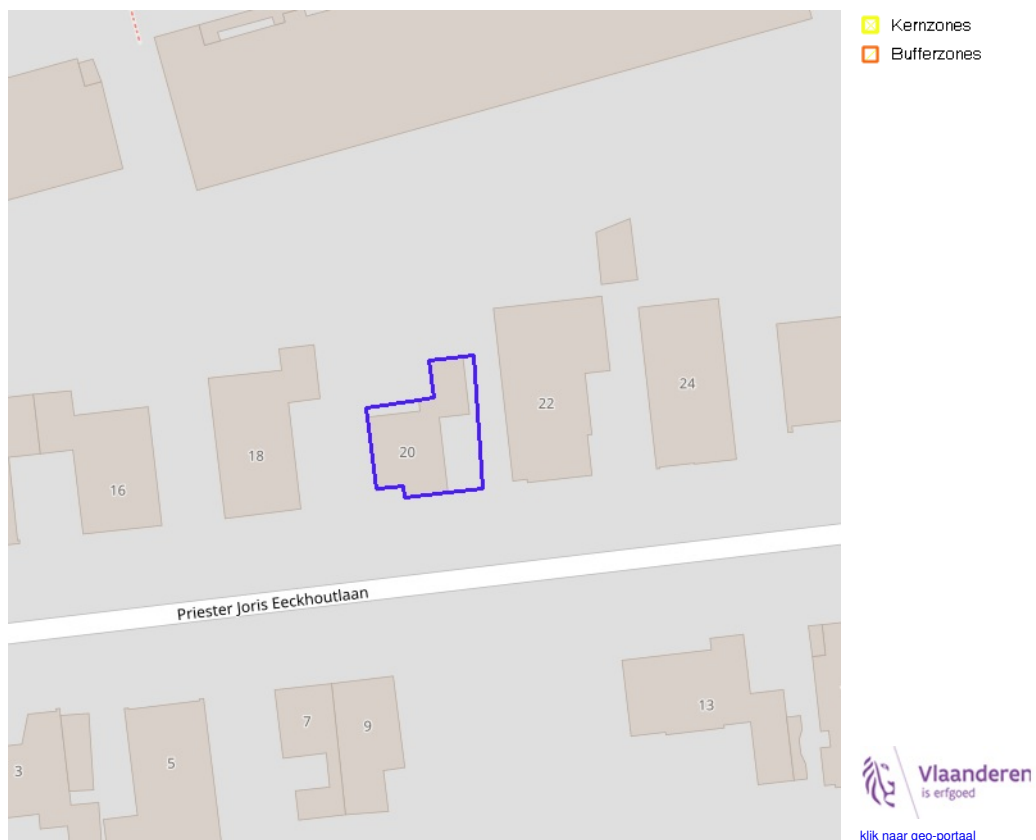 Kernzones
Bufferzones
24
22
20
18
16
Priester Joris Eeckhoutlaan
13
7
9
5
3
Vlaanderen
is erfgoed
klik naar geo-portaal